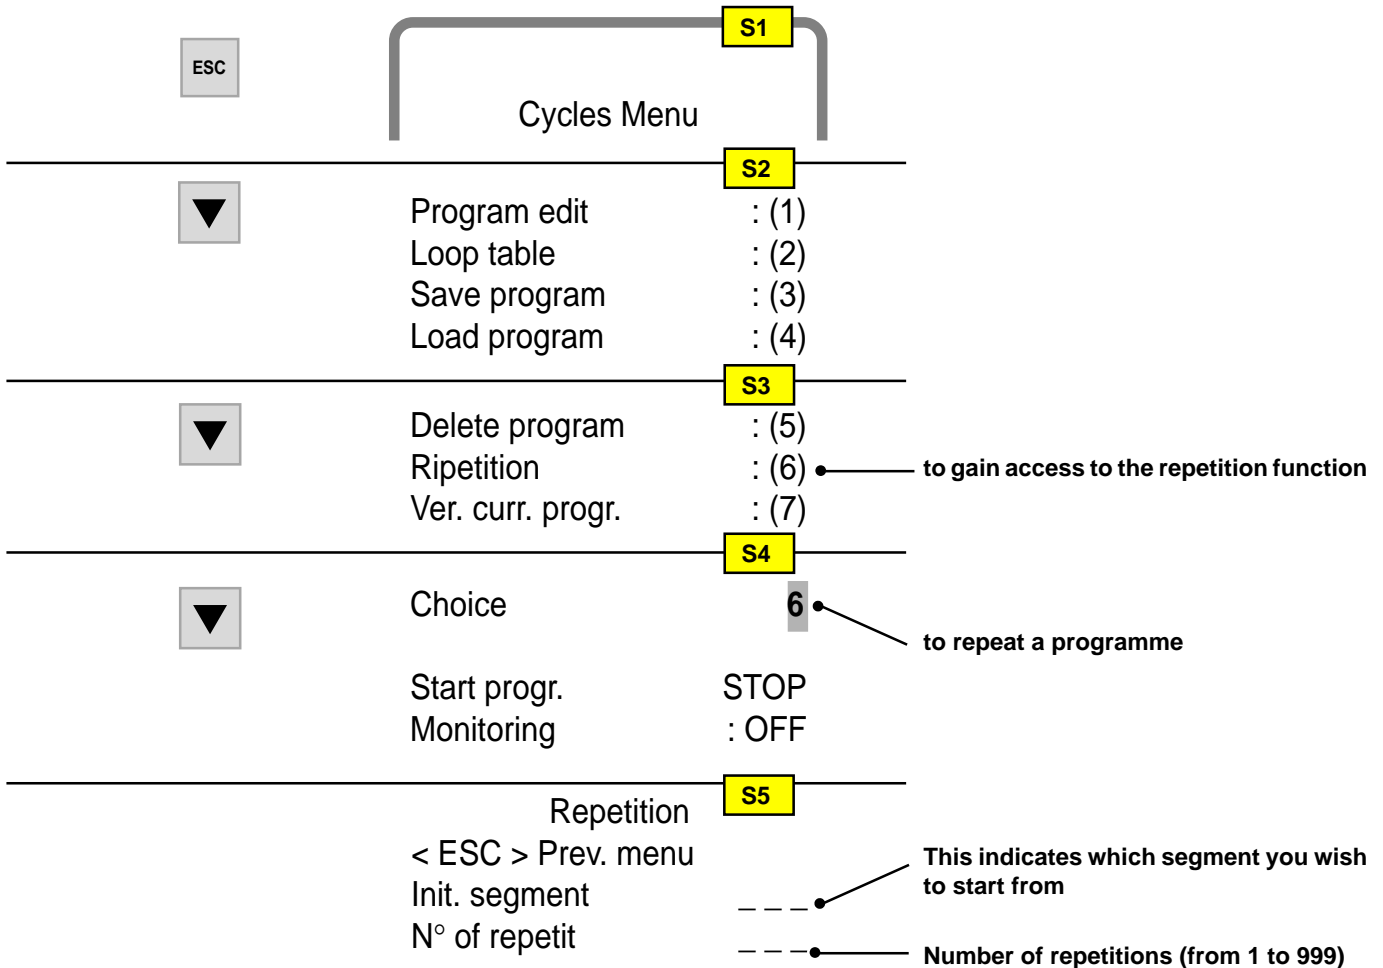 S1
ESC
Cycles Menu
S2
Program edit : (1)
Loop table : (2)
Save program : (3)
Load program : (4)
S3
Delete program : (5)
Ripetition : (6) to gain access to the repetition function
Ver. curr. progr. : (7)
S4
Choice 6
to repeat a programme
Start progr. STOP
Monitoring : OFF
S5
Repetition
< ESC > Prev. menu
This indicates which segment you wish
to start from
Init. segment _ _ _
N° of repetit _ _ _
Number of repetitions (from 1 to 999)